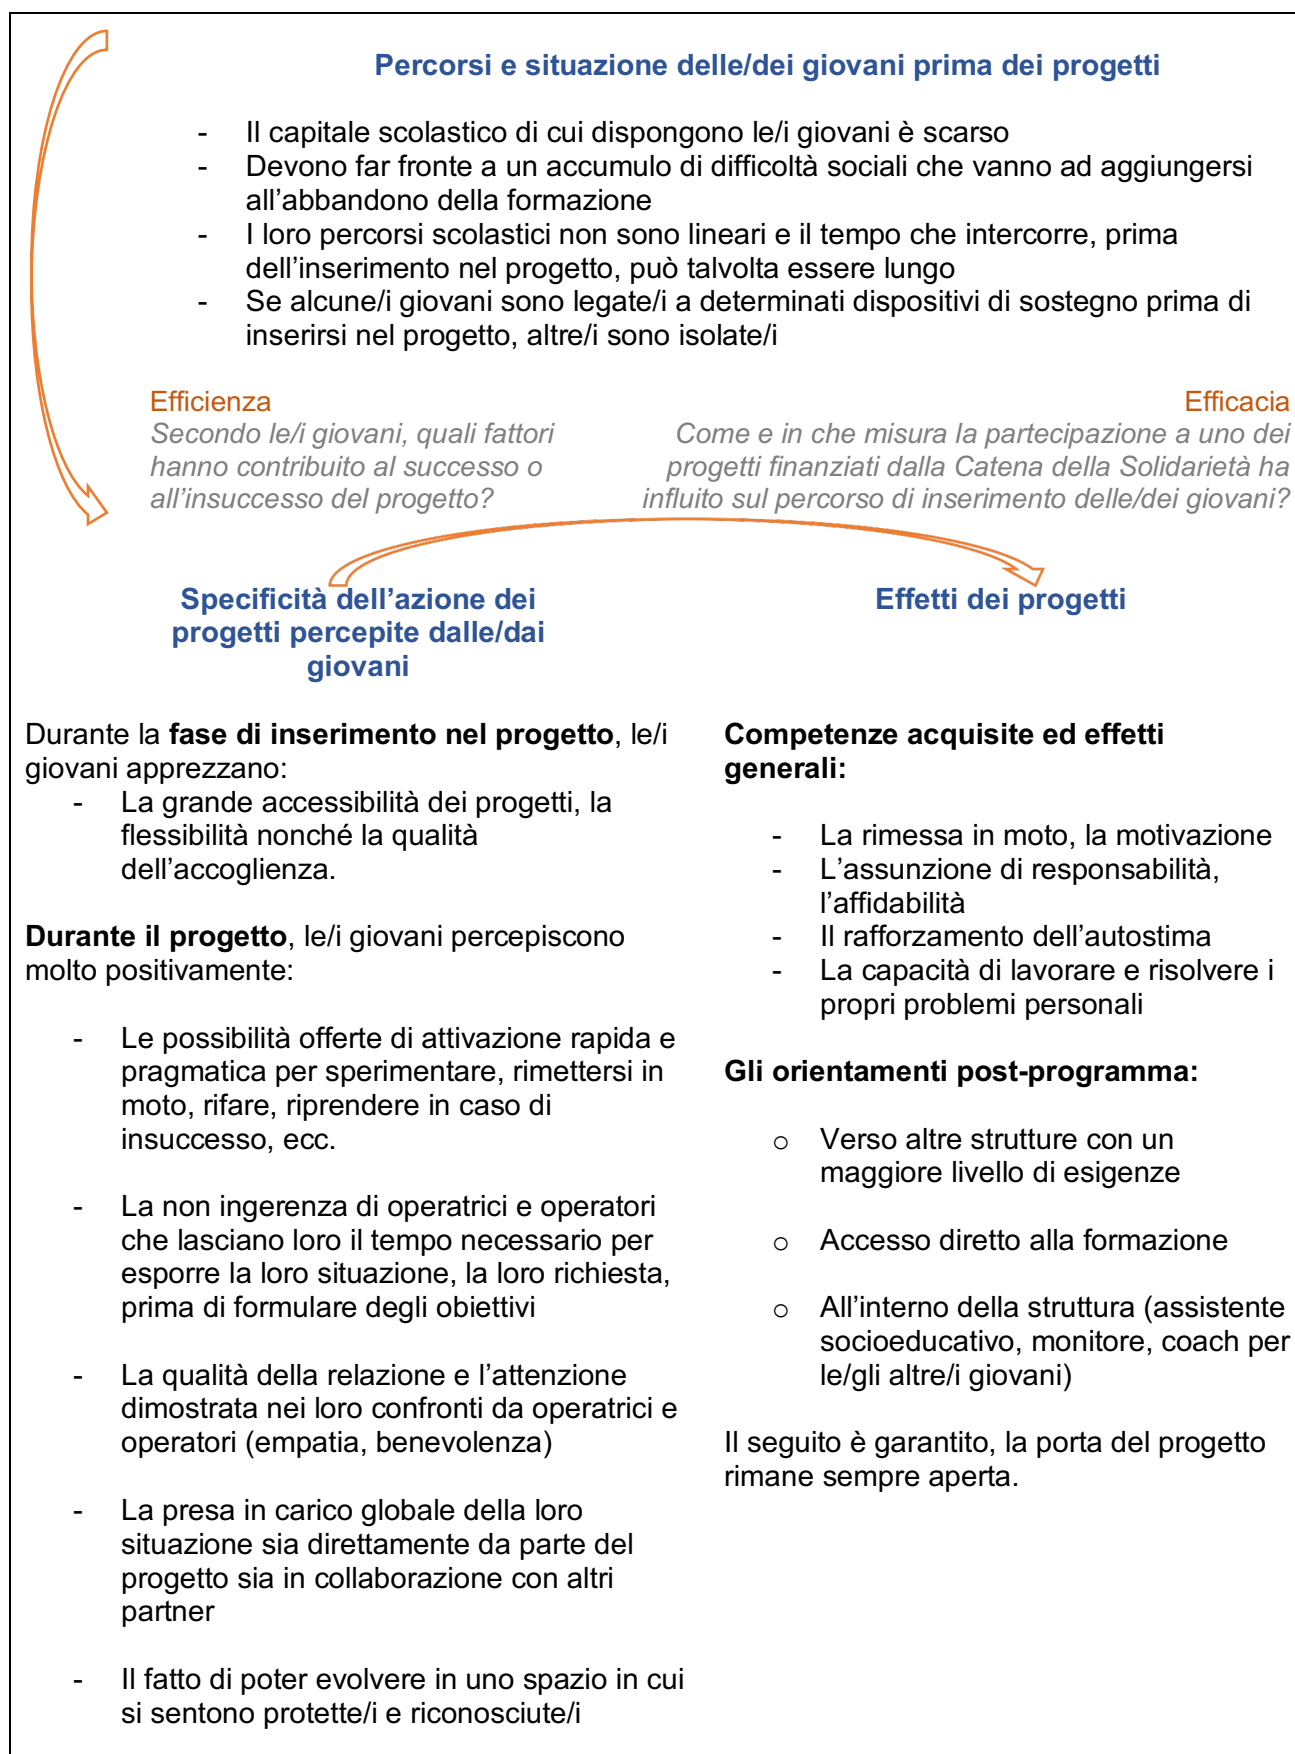 Percorsi e situazione delle/dei giovani prima dei progetti
- Il capitale scolastico di cui dispongono le/i giovani è scarso
- Devono far fronte a un accumulo di difficoltà sociali che vanno ad aggiungersi
all’abbandono della formazione
- I loro percorsi scolastici non sono lineari e il tempo che intercorre, prima
dell’inserimento nel progetto, può talvolta essere lungo
- Se alcune/i giovani sono legate/i a determinati dispositivi di sostegno prima di
inserirsi nel progetto, altre/i sono isolate/i
Efficienza
Secondo le/i giovani, quali fattori
hanno contribuito al successo o
all’insuccesso del progetto?
Efficacia
Come e in che misura la partecipazione a uno dei
progetti finanziati dalla Catena della Solidarietà ha
influito sul percorso di inserimento delle/dei giovani?
Specificità dell’azione dei
progetti percepite dalle/dai
giovani
Durante la fase di inserimento nel progetto, le/i
giovani apprezzano:
- La grande accessibilità dei progetti, la
flessibilità nonché la qualità
dell’accoglienza.
Durante il progetto, le/i giovani percepiscono
molto positivamente:
- Le possibilità offerte di attivazione rapida e
pragmatica per sperimentare, rimettersi in
moto, rifare, riprendere in caso di
insuccesso, ecc.
- La non ingerenza di operatrici e operatori
che lasciano loro il tempo necessario per
esporre la loro situazione, la loro richiesta,
prima di formulare degli obiettivi
- La qualità della relazione e l’attenzione
dimostrata nei loro confronti da operatrici e
operatori (empatia, benevolenza)
- La presa in carico globale della loro
situazione sia direttamente da parte del
progetto sia in collaborazione con altri
partner
- Il fatto di poter evolvere in uno spazio in cui
si sentono protette/i e riconosciute/i
Effetti dei progetti
Competenze acquisite ed effetti
generali:
- La rimessa in moto, la motivazione
- L’assunzione di responsabilità,
l’affidabilità
- Il rafforzamento dell’autostima
- La capacità di lavorare e risolvere i
propri problemi personali
Gli orientamenti post-programma:
o Verso altre strutture con un
maggiore livello di esigenze
o Accesso diretto alla formazione
o All’interno della struttura (assistente
socioeducativo, monitore, coach per
le/gli altre/i giovani)
Il seguito è garantito, la porta del progetto
rimane sempre aperta.